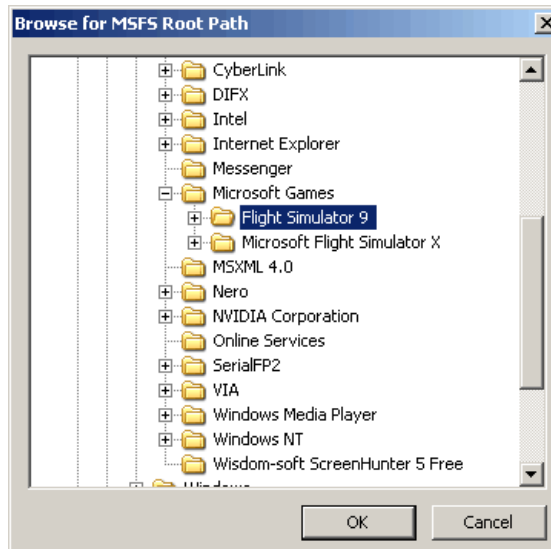 Browse for MSFS Root Path
CyberLink
DIFX
Intel
Internet Explorer
Messenger
Microsoft Games
Flight Simulator 9
Microsoft Flight Simulator X
MSXML 4.0
Nero
NVIDIA Corporation
Online Services
SerialFP2
VIA
Windows Media Player
Windows NT
Wisdom-soft ScreenHunter 5 Free
OK
Cancel